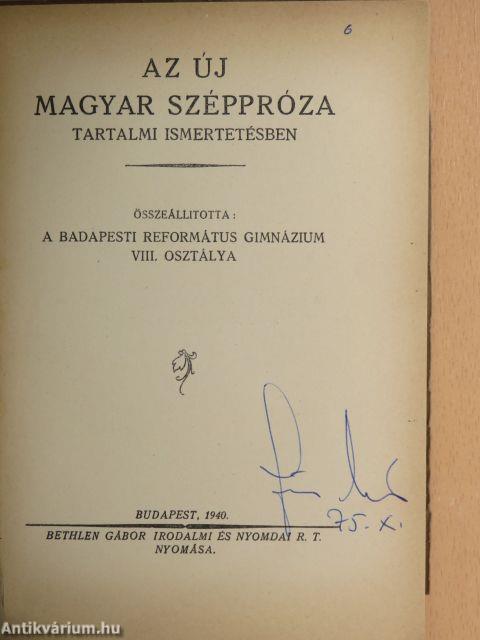 6
AZ ÚJ
MAGYAR SZÉPPRÓZA
TARTALMI ISMERTETÉSBEN
ÖSSZEÁLLITOTTA:
A BADAPESTI REFORMÁTUS GIMNÁZIUM
VIII. OSZTÁLYA
75. X.
BUDAPEST, 1940.
BETHLEN GÁBOR IRODALMI ÉS NYOMDAI R. T.
NYOMÁSA.
Antikvárium.hu